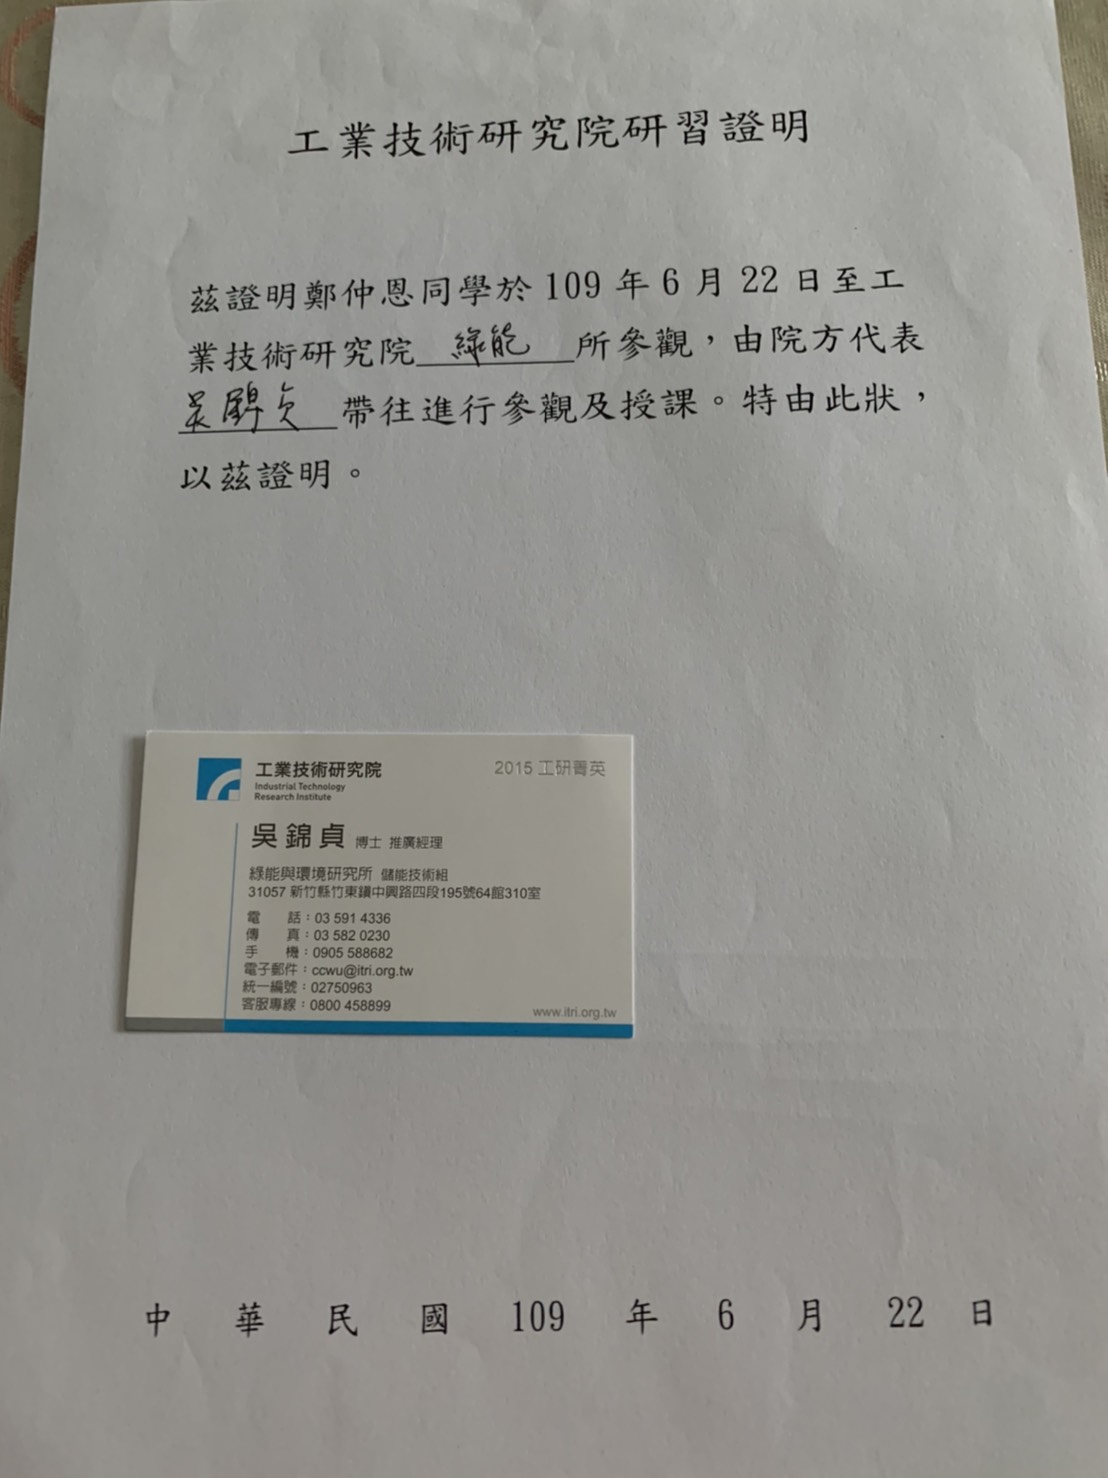 工業技術研究院研習證明
茲證明鄭仲恩同學於 109 年 6 月 22 日至工
業技術研究院 綠能 所參觀，由院方代表
吳錦貞 帶往進行參觀及授課。特由此狀，
以茲證明。
工業技術研究院
Industrial Technology
Research Institute
2015 工研菁英
吳錦貞 博士 推廣經理
綠能與環境研究所 儲能技術組
31057 新竹縣竹東鎮中興路四段195號64館310室
電 話：03 591 4336
傳 真：03 582 0230
手 機：0905 588682
電子郵件：ccwu@itri.org.tw
統一編號：02750963
客服專線：0800 458899
www.itri.org.tw
中 華 民 國 109 年 6 月 22 日